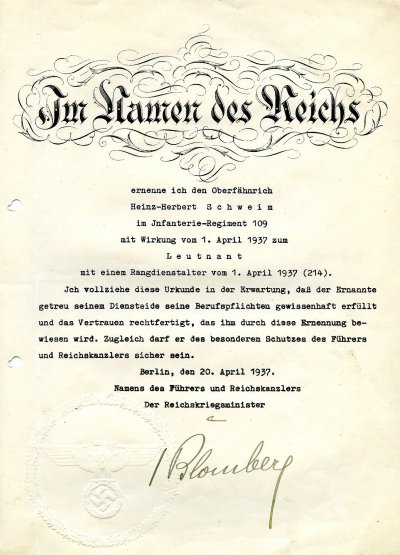 Im Namen des Reichs
ernenne ich den Oberfähnrich
Heinz-Herbert S c h w e i m
im Jnfanterie-Regiment 109
mit Wirkung vom 1. April 1937 zum
L e u t n a n t
mit einem Rangdienstalter vom 1. April 1937 (214).
Jch vollziehe diese Urkunde in der Erwartung, daß der Ernannte
getreu seinem Diensteide seine Berufspflichten gewissenhaft erfüllt
und das Vertrauen rechtfertigt, das ihm durch diese Ernennung be-
wiesen wird. Zugleich darf er des besonderen Schutzes des Führers
und Reichskanzlers sicher sein.
Berlin, den 20. April 1937.
Namens des Führers und Reichskanzlers
Der Reichskriegsminister
Blomberg